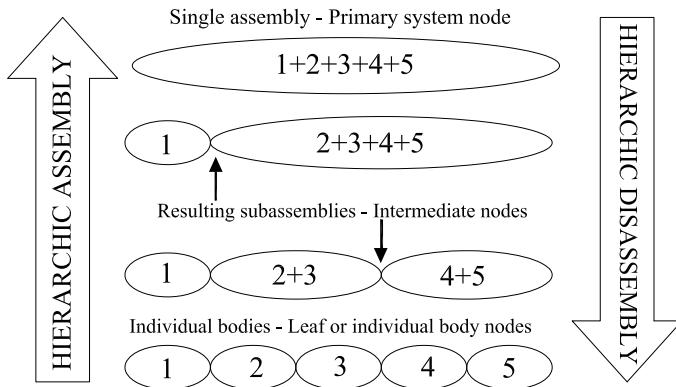 Single assembly - Primary system node
1+2+3+4+5
1 2+3+4+5
Resulting subassemblies - Intermediate nodes
1 2+3 4+5
Individual bodies - Leaf or individual body nodes
1 2 3 4 5
HIERARCHIC ASSEMBLY
HIERARCHIC DISASSEMBLY